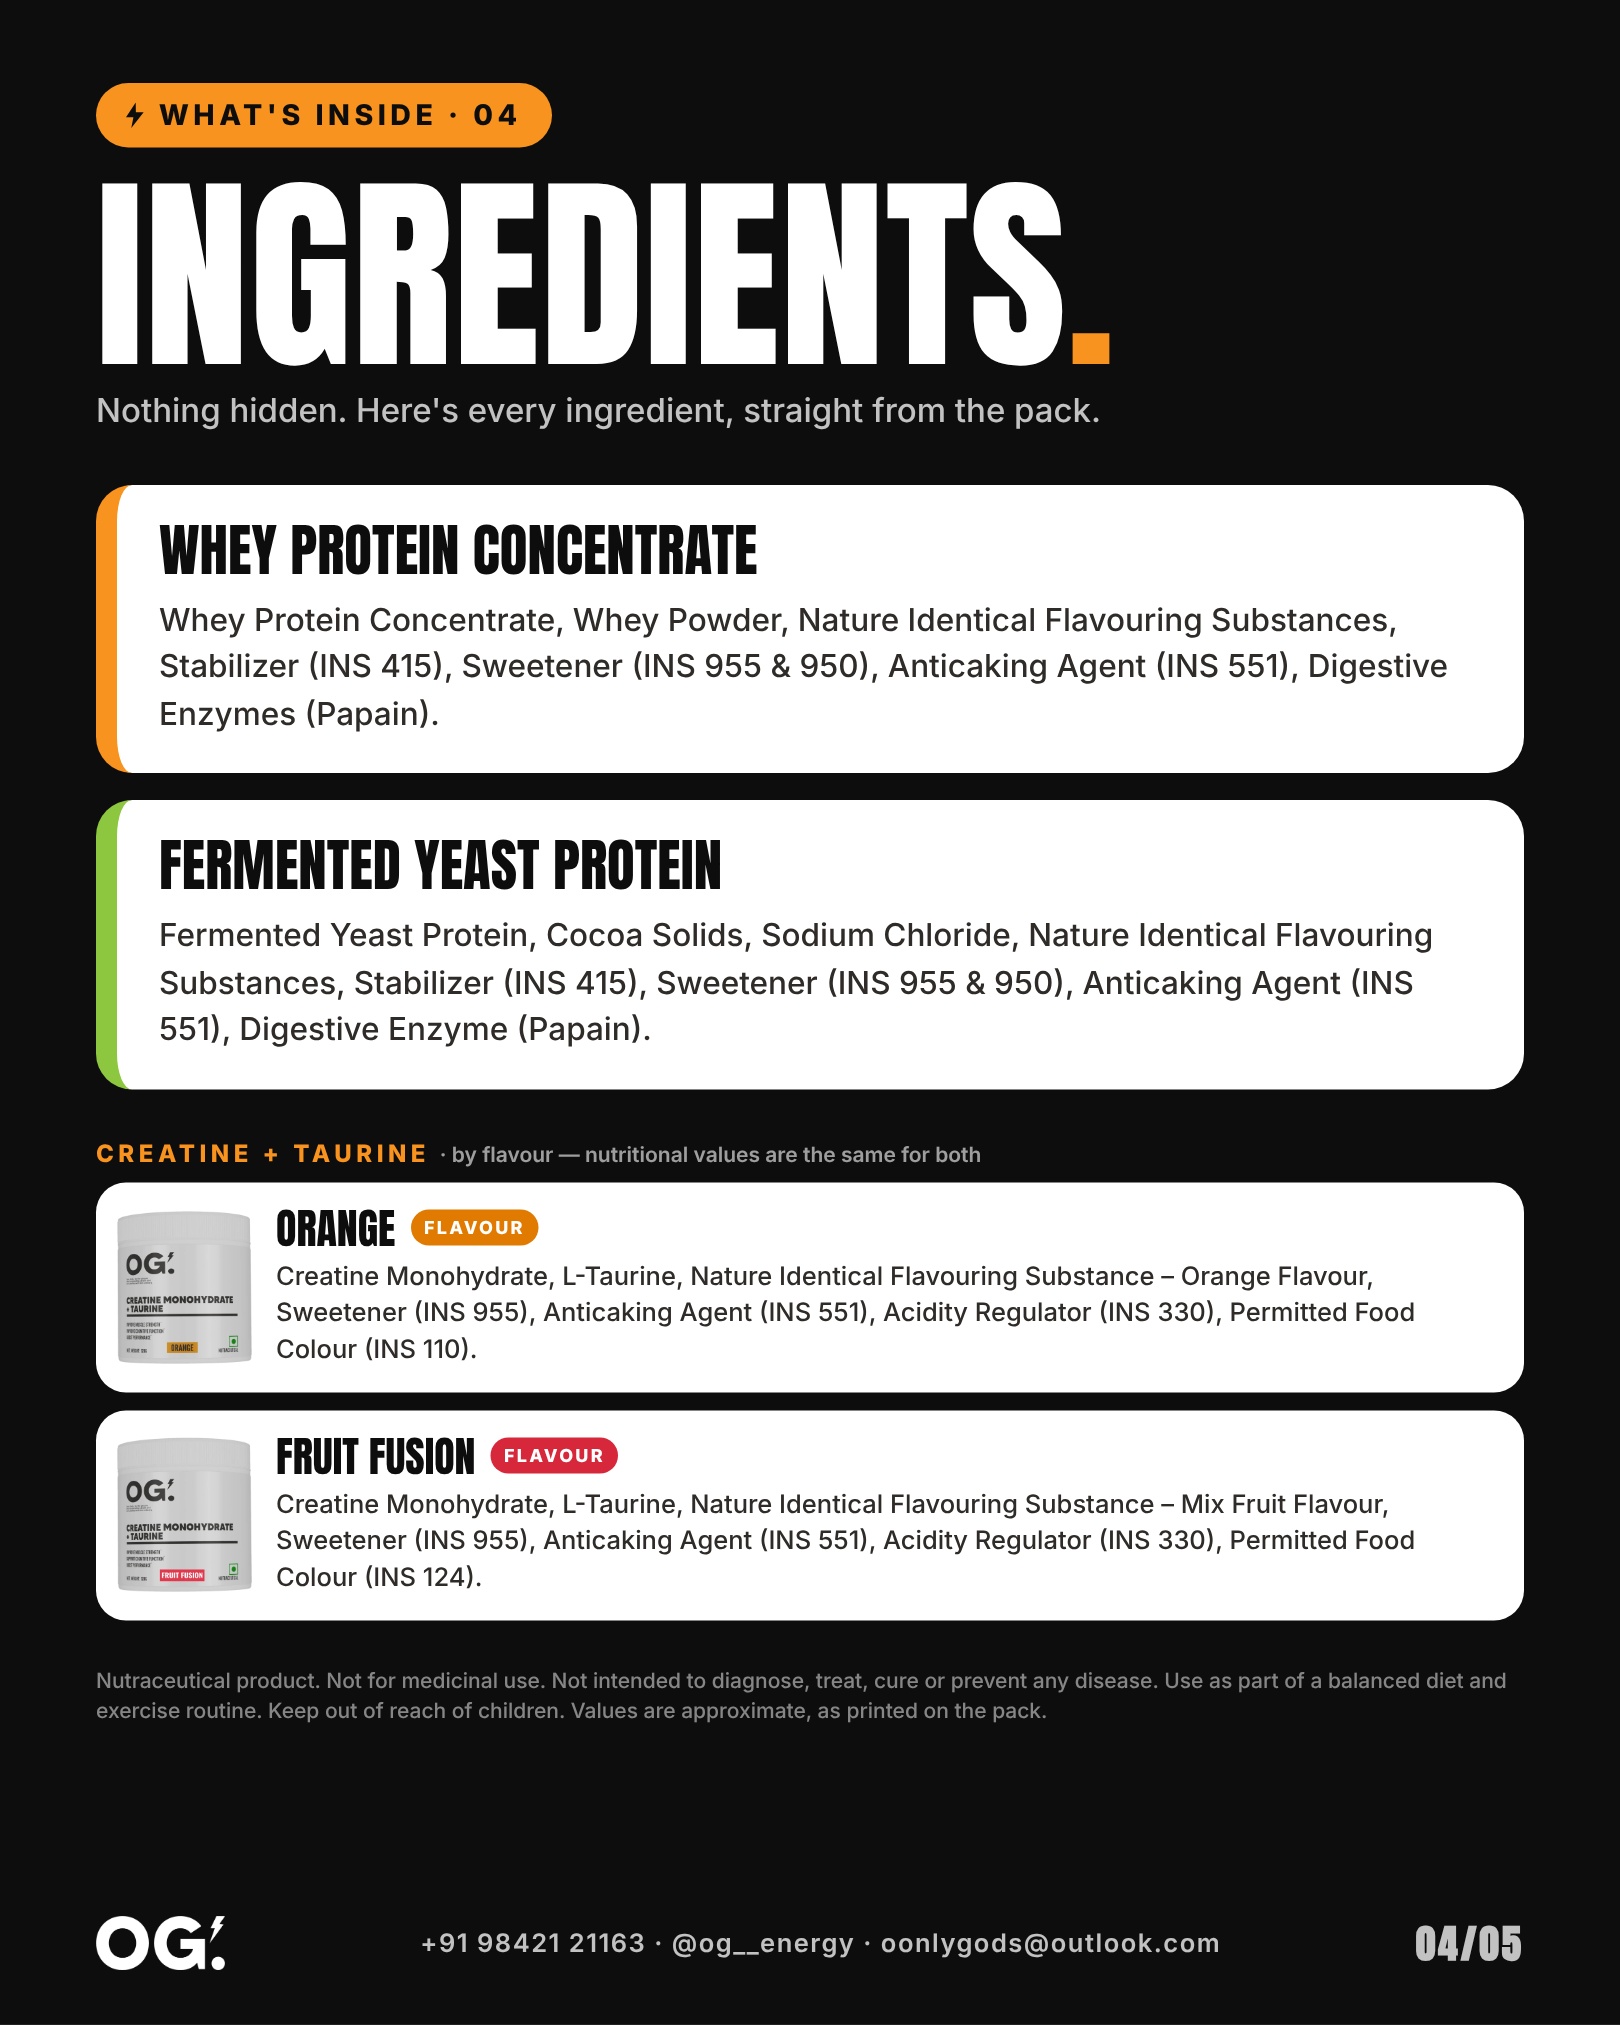 WHAT'S INSIDE · 04
INGREDIENTS.
Nothing hidden. Here's every ingredient, straight from the pack.
WHEY PROTEIN CONCENTRATE
Whey Protein Concentrate, Whey Powder, Nature Identical Flavouring Substances,
Stabilizer (INS 415), Sweetener (INS 955 & 950), Anticaking Agent (INS 551), Digestive
Enzymes (Papain).
FERMENTED YEAST PROTEIN
Fermented Yeast Protein, Cocoa Solids, Sodium Chloride, Nature Identical Flavouring
Substances, Stabilizer (INS 415), Sweetener (INS 955 & 950), Anticaking Agent (INS
551), Digestive Enzyme (Papain).
CREATINE + TAURINE · by flavour — nutritional values are the same for both
OG.
CREATINE MONOHYDRATE
+ TAURINE
ORANGE
ORANGE FLAVOUR
Creatine Monohydrate, L-Taurine, Nature Identical Flavouring Substance – Orange Flavour,
Sweetener (INS 955), Anticaking Agent (INS 551), Acidity Regulator (INS 330), Permitted Food
Colour (INS 110).
OG.
CREATINE MONOHYDRATE
+ TAURINE
FRUIT FUSION
FRUIT FUSION FLAVOUR
Creatine Monohydrate, L-Taurine, Nature Identical Flavouring Substance – Mix Fruit Flavour,
Sweetener (INS 955), Anticaking Agent (INS 551), Acidity Regulator (INS 330), Permitted Food
Colour (INS 124).
Nutraceutical product. Not for medicinal use. Not intended to diagnose, treat, cure or prevent any disease. Use as part of a balanced diet and
exercise routine. Keep out of reach of children. Values are approximate, as printed on the pack.
OG. +91 98421 21163 · @og__energy · oonlygods@outlook.com 04/05